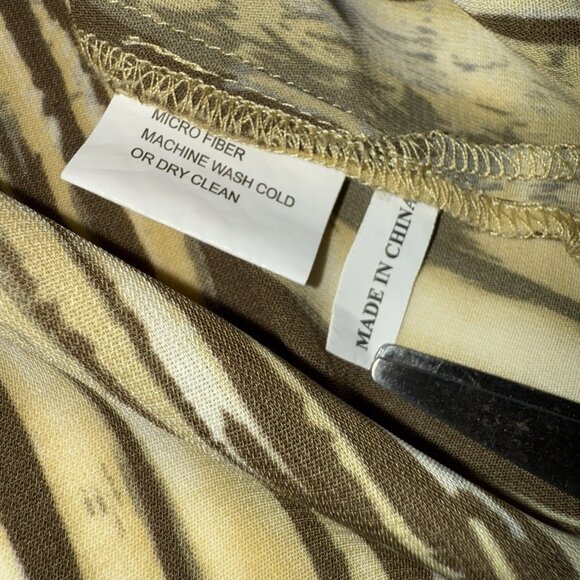 MICRO FIBER
MACHINE WASH COLD
OR DRY CLEAN
MADE IN CHINA